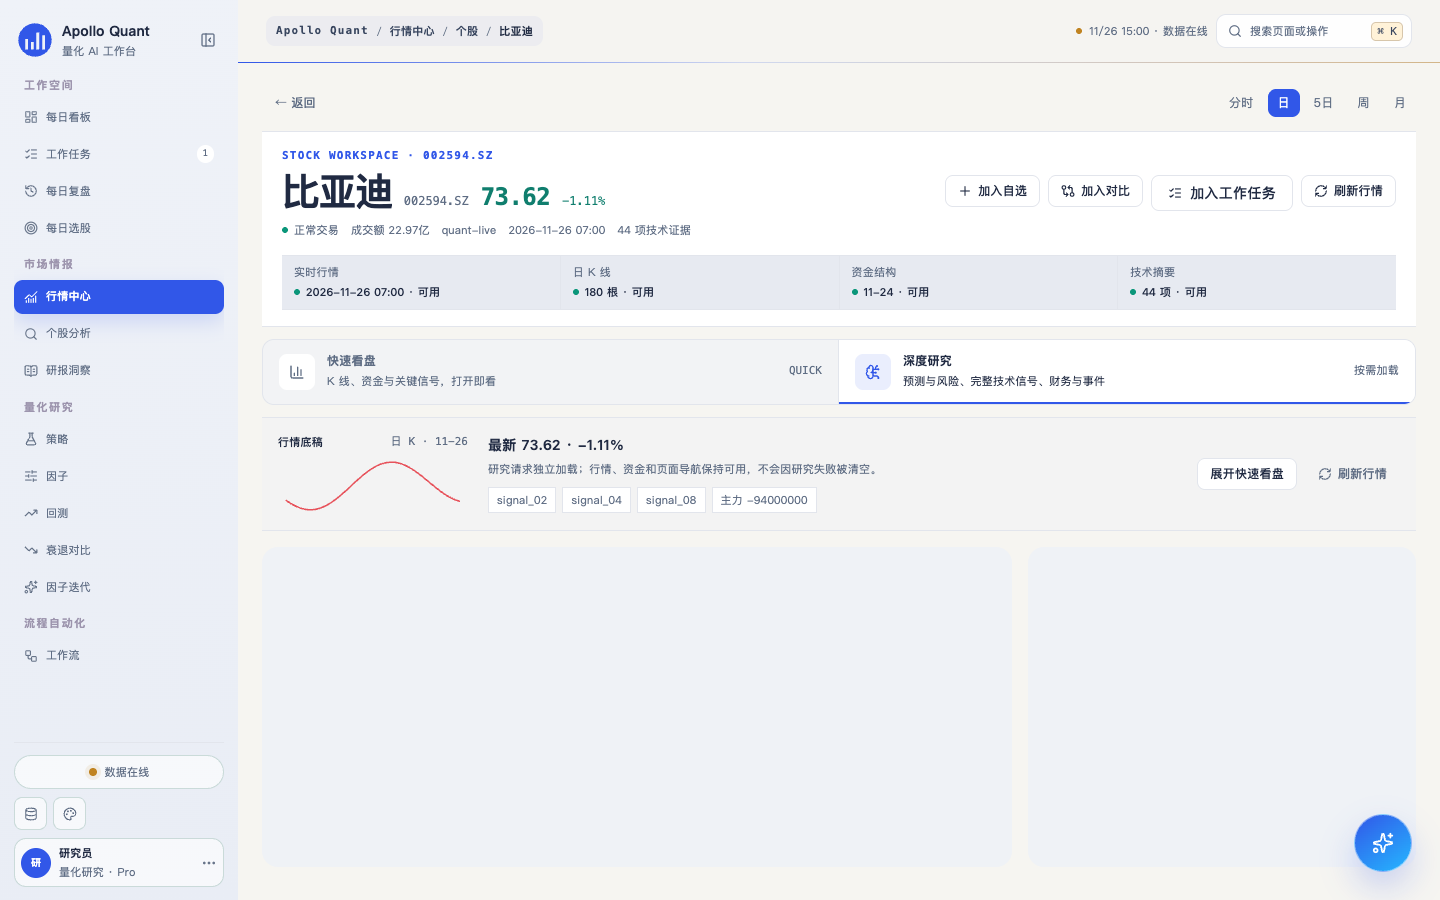 Apollo Quant
量化 AI 工作台
工作空间
每日看板
工作任务 1
每日复盘
每日选股
市场情报
行情中心
个股分析
研报洞察
量化研究
策略
因子
回测
衰退对比
因子迭代
流程自动化
工作流
数据在线
研
研究员
量化研究 · Pro
Apollo Quant / 行情中心 / 个股 / 比亚迪
11/26 15:00 · 数据在线
搜索页面或操作 ⌘ K
← 返回
分时 日 5日 周 月
STOCK WORKSPACE · 002594.SZ
比亚迪 002594.SZ 73.62 −1.11%
加入自选 加入对比 加入工作任务 刷新行情
正常交易 成交额 22.97亿 quant-live 2026-11-26 07:00 44 项技术证据
实时行情
2026-11-26 07:00 · 可用
日 K 线
180 根 · 可用
资金结构
11-24 · 可用
技术摘要
44 项 · 可用
快速看盘
K 线、资金与关键信号，打开即看
QUICK
深度研究
预测与风险、完整技术信号、财务与事件
按需加载
行情底稿 日 K · 11-26
最新 73.62 · −1.11%
研究请求独立加载；行情、资金和页面导航保持可用，不会因研究失败被清空。
signal_02 signal_04 signal_08 主力 -94000000
展开快速看盘 刷新行情